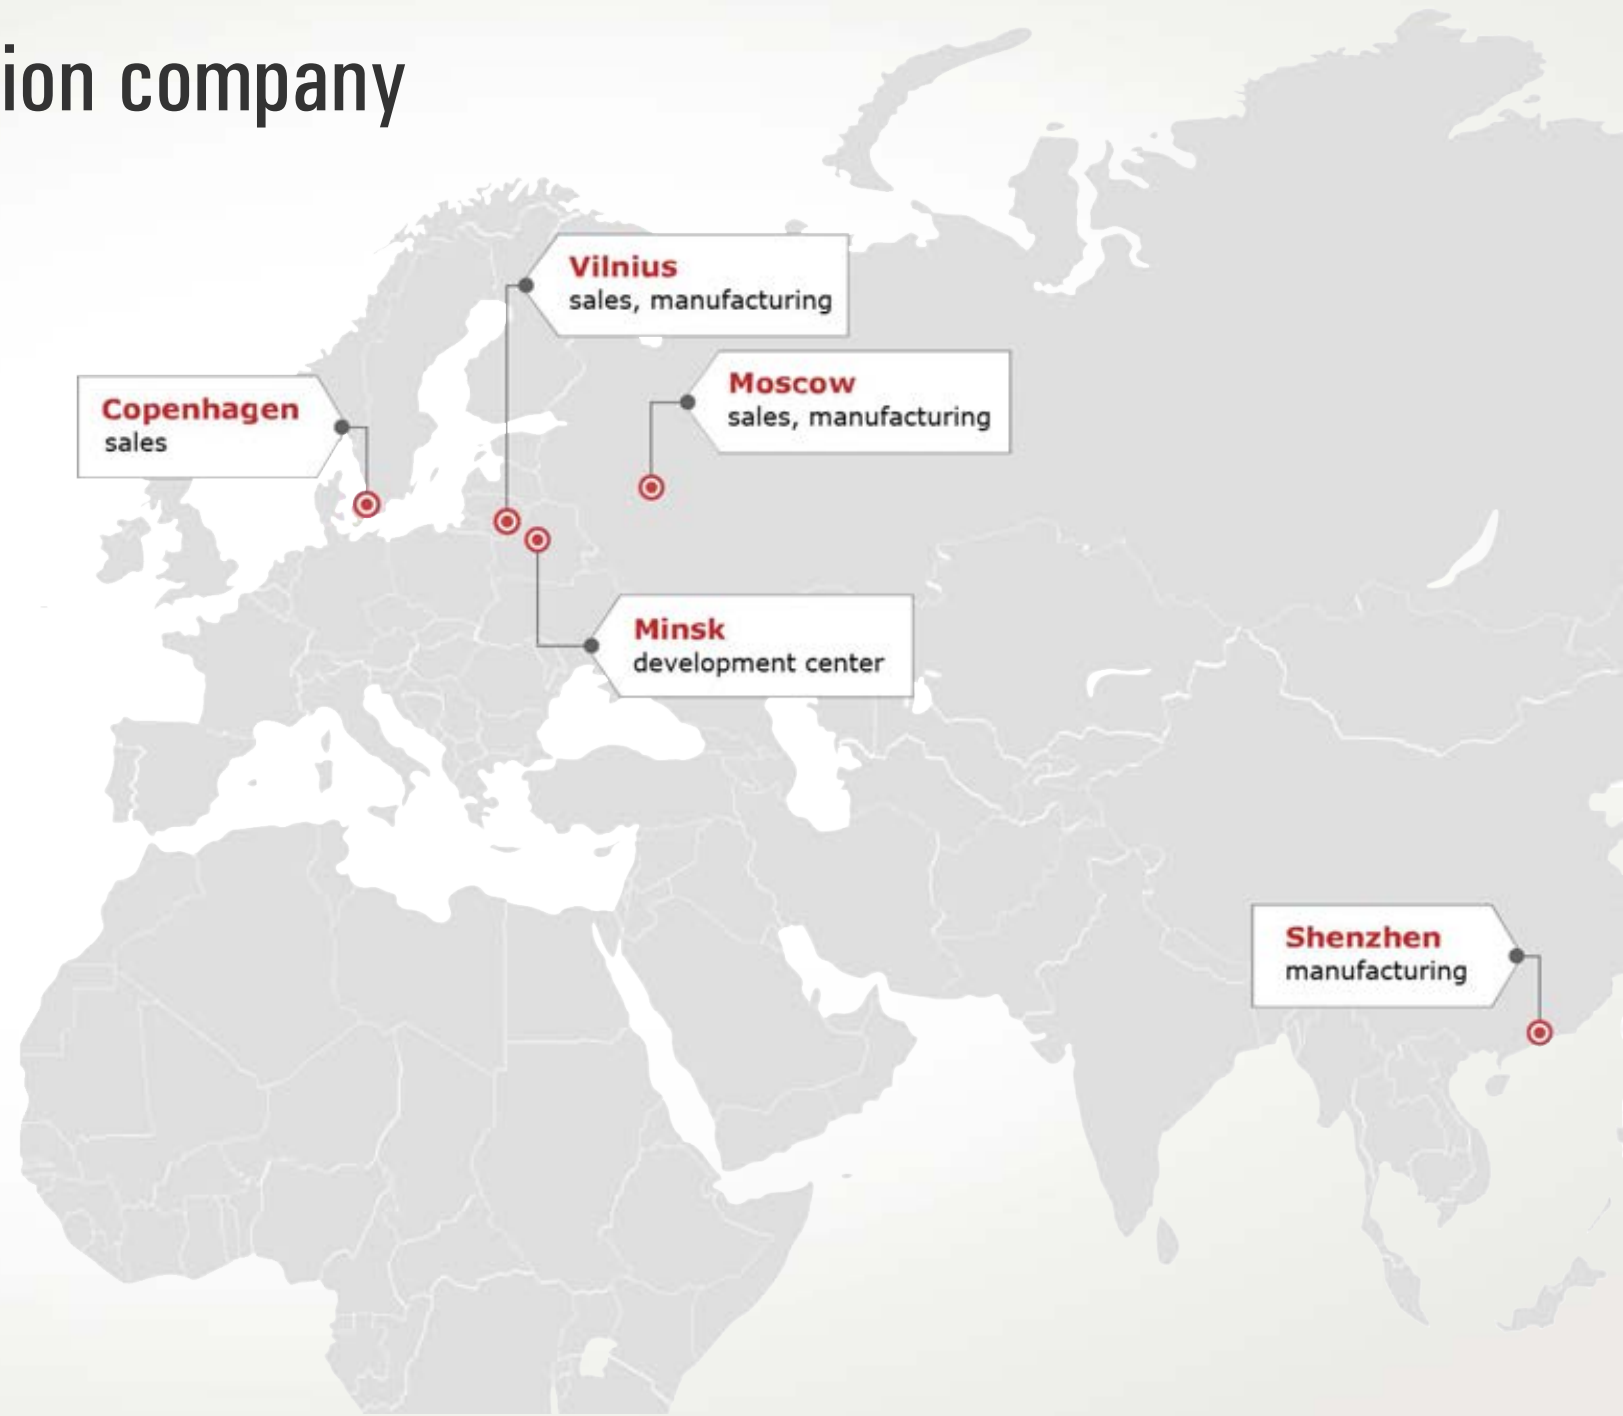 ion company
Vilnius
sales, manufacturing
Moscow
sales, manufacturing
Copenhagen
sales
Minsk
development center
Shenzhen
manufacturing